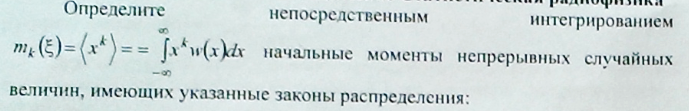 Определите непосредственным интегрированием
m_k(ξ)=⟨x^k⟩= = ∫_{-∞}^{∞} x^k w(x)dx начальные моменты непрерывных случайных
величин, имеющих указанные законы распределения: